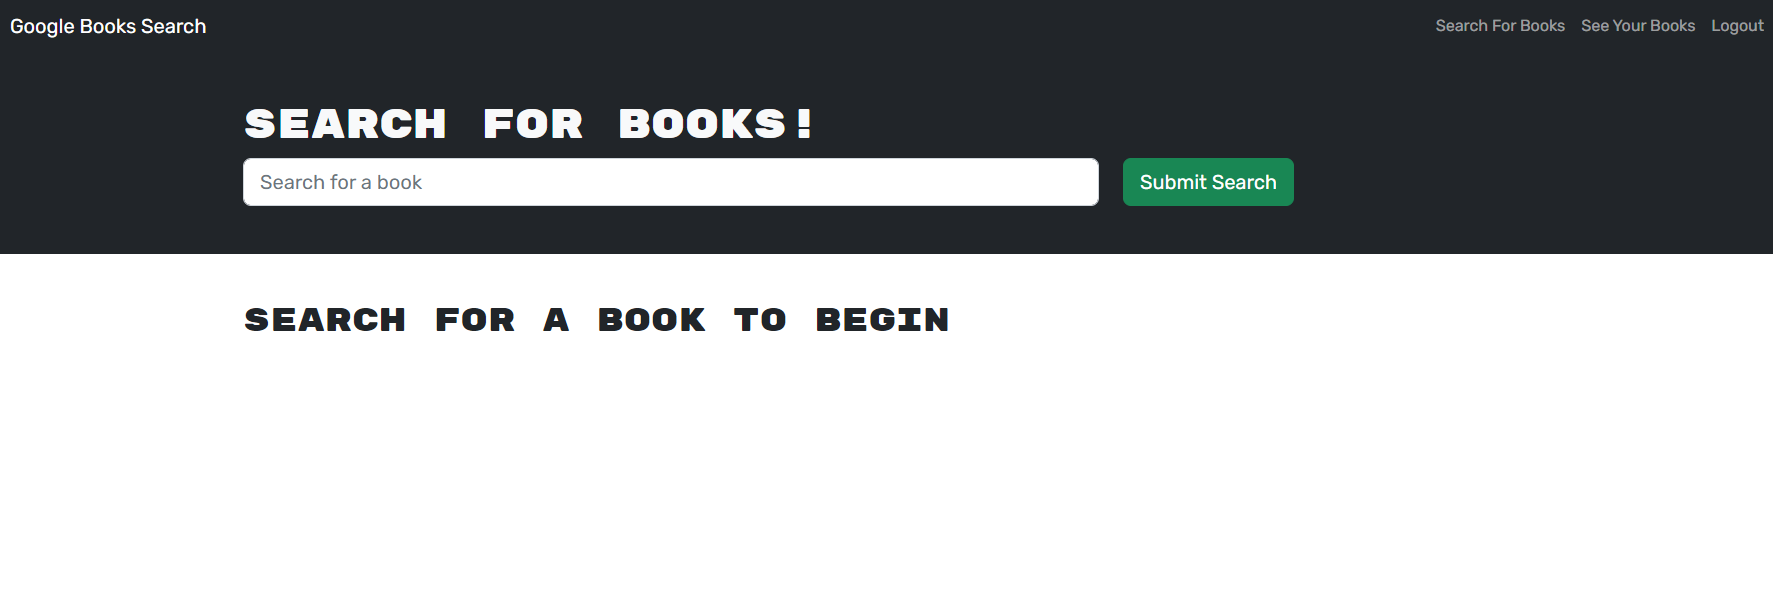 Google Books Search
Search For Books See Your Books Logout
SEARCH FOR BOOKS!
Search for a book
Submit Search
SEARCH FOR A BOOK TO BEGIN